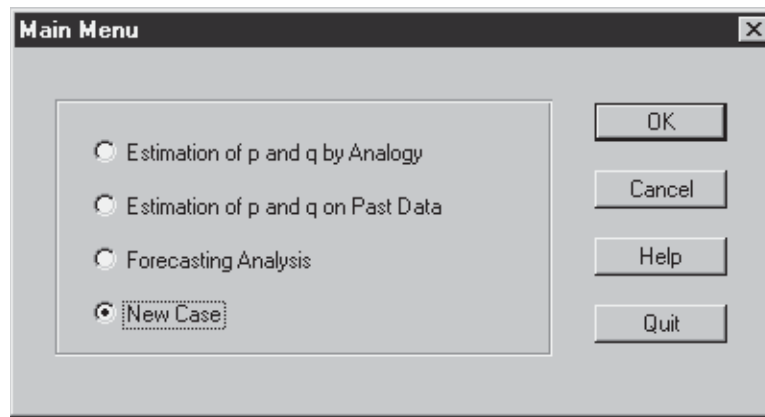 Main Menu
Estimation of p and q by Analogy
Estimation of p and q on Past Data
Forecasting Analysis
New Case
OK
Cancel
Help
Quit